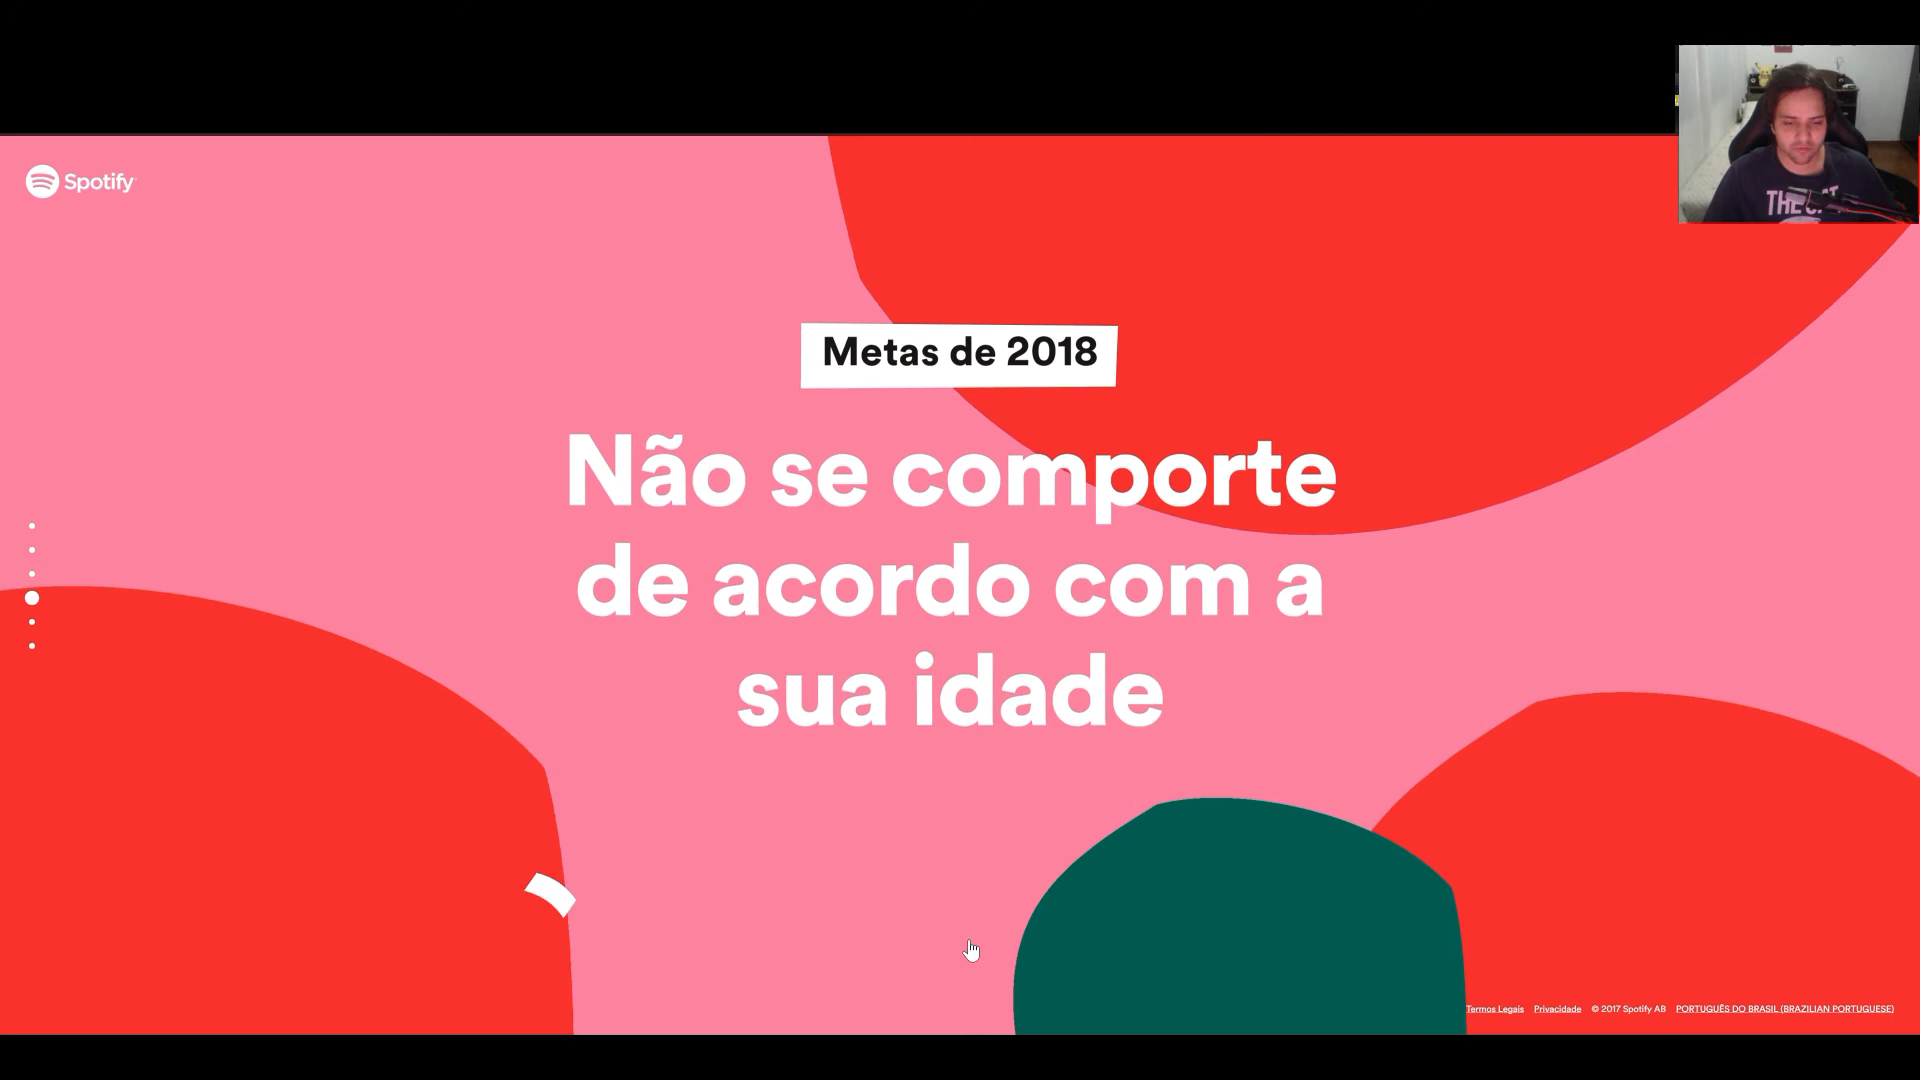 Spotify
Metas de 2018
Não se comporte
de acordo com a
sua idade
Termos Legais Privacidade © 2017 Spotify AB PORTUGUÊS DO BRASIL (BRAZILIAN PORTUGUESE)